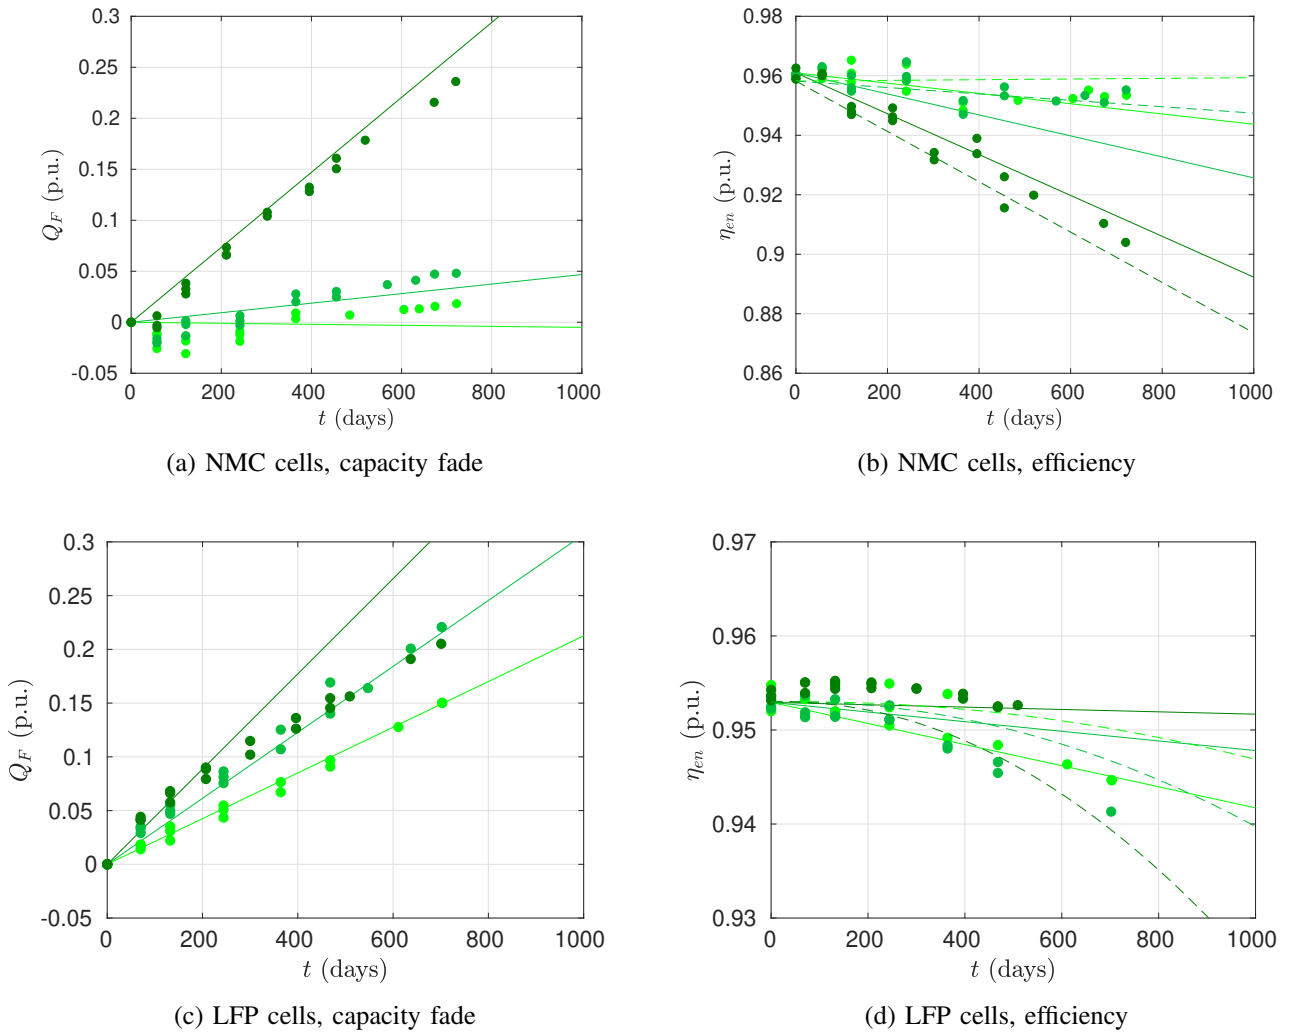 0.3
0.25
0.2
0.15
0.1
0.05
0
-0.05
Q_F (p.u.)
0 200 400 600 800 1000
t (days)
(a) NMC cells, capacity fade
0.98
0.96
0.94
0.92
0.9
0.88
0.86
η_en (p.u.)
0 200 400 600 800 1000
t (days)
(b) NMC cells, efficiency
0.3
0.25
0.2
0.15
0.1
0.05
0
-0.05
Q_F (p.u.)
0 200 400 600 800 1000
t (days)
(c) LFP cells, capacity fade
0.97
0.96
0.95
0.94
0.93
η_en (p.u.)
0 200 400 600 800 1000
t (days)
(d) LFP cells, efficiency